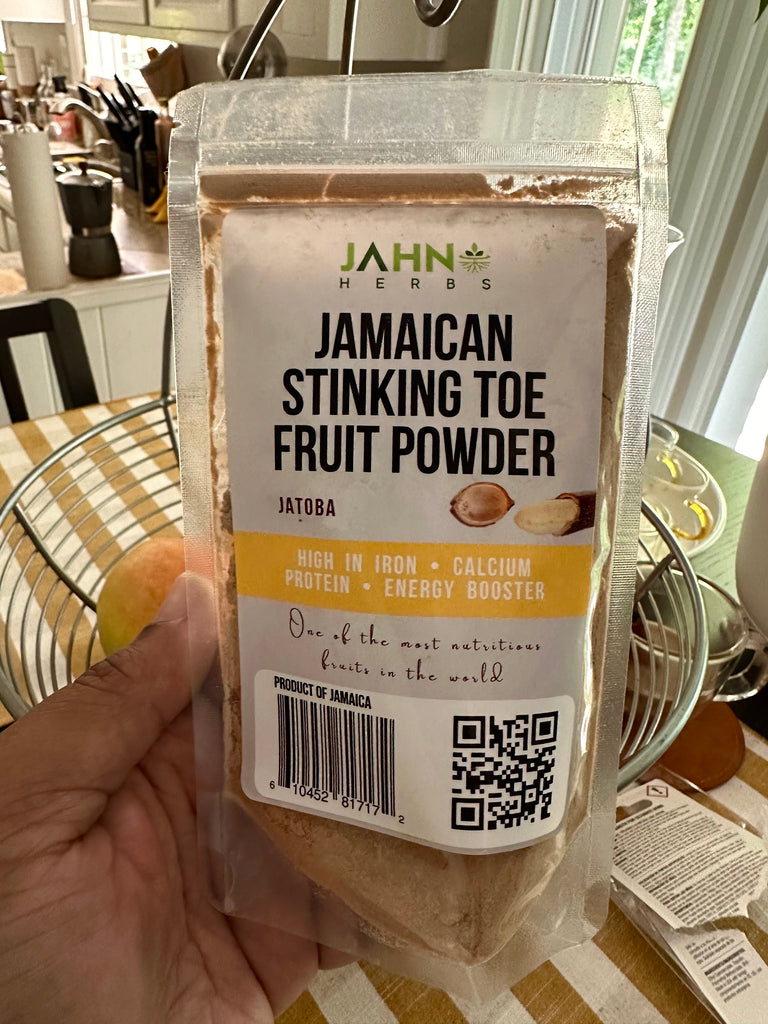 JAHN
HERBS
JAMAICAN
STINKING TOE
FRUIT POWDER
JATOBA
HIGH IN IRON • CALCIUM
PROTEIN • ENERGY BOOSTER
One of the most nutritious
fruits in the world
PRODUCT OF JAMAICA
6 10452 81717 2